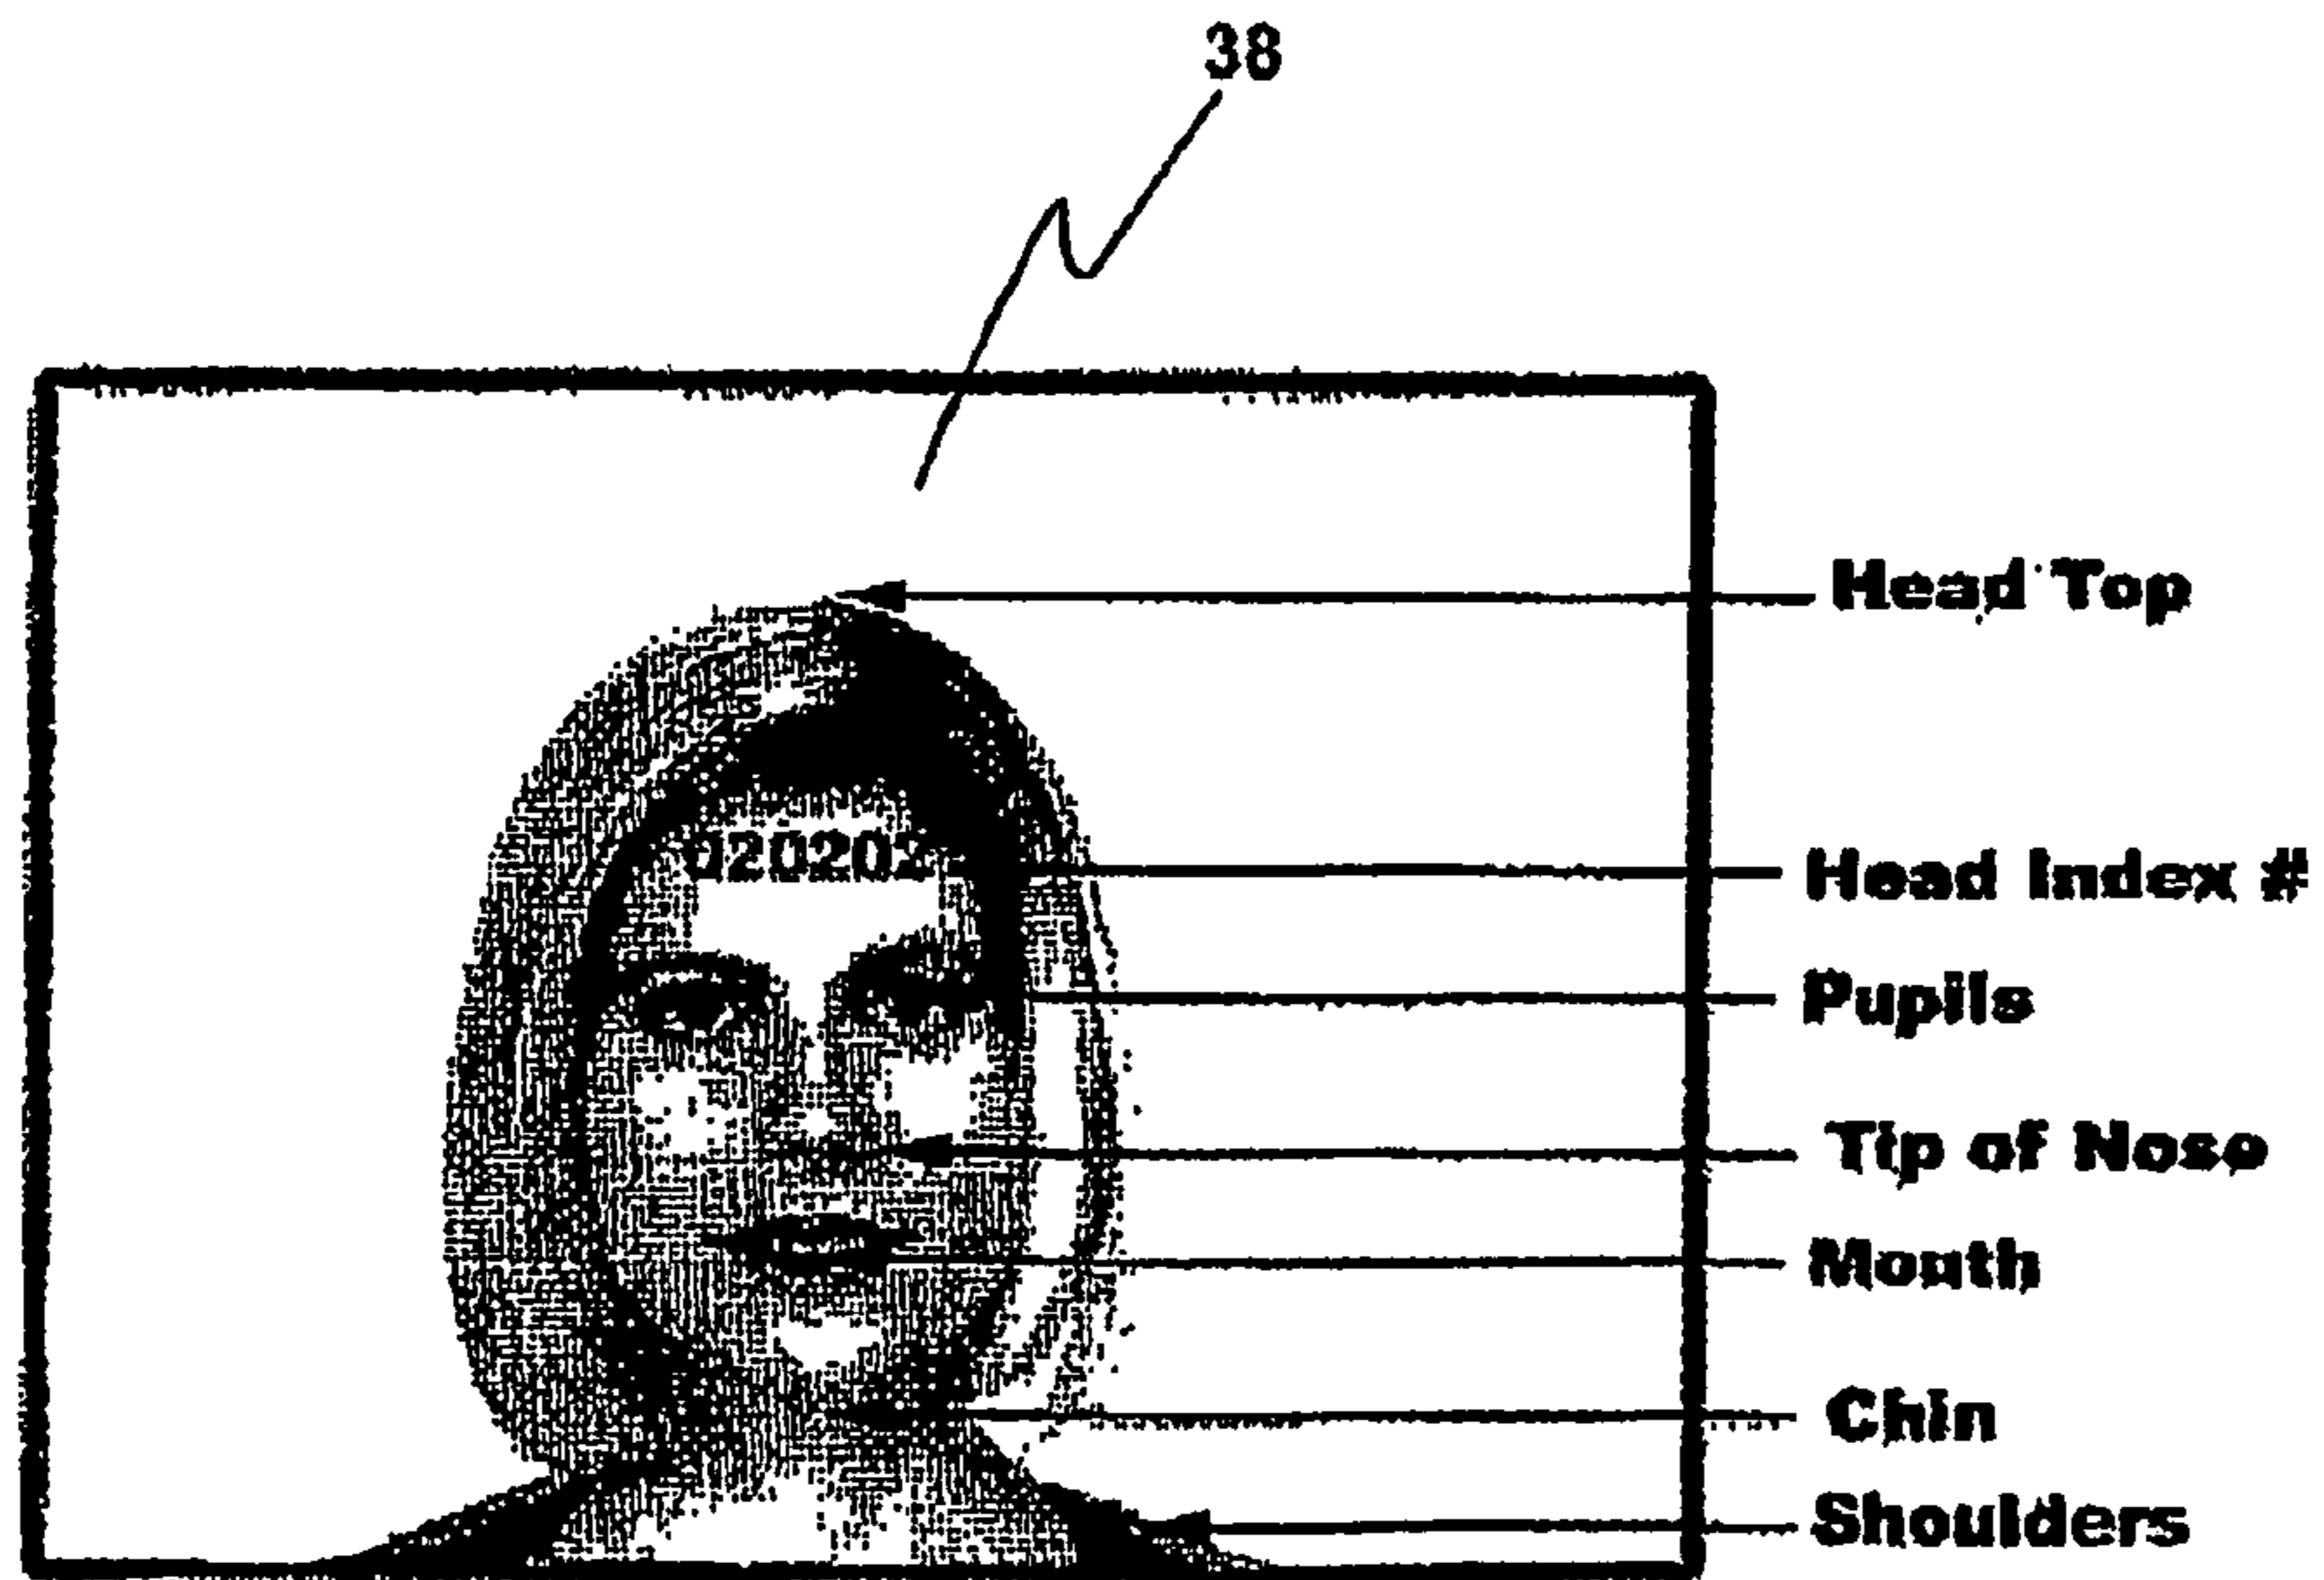 38
Head Top
020202
Head Index #
Pupils
Tip of Nose
Mouth
Chin
Shoulders